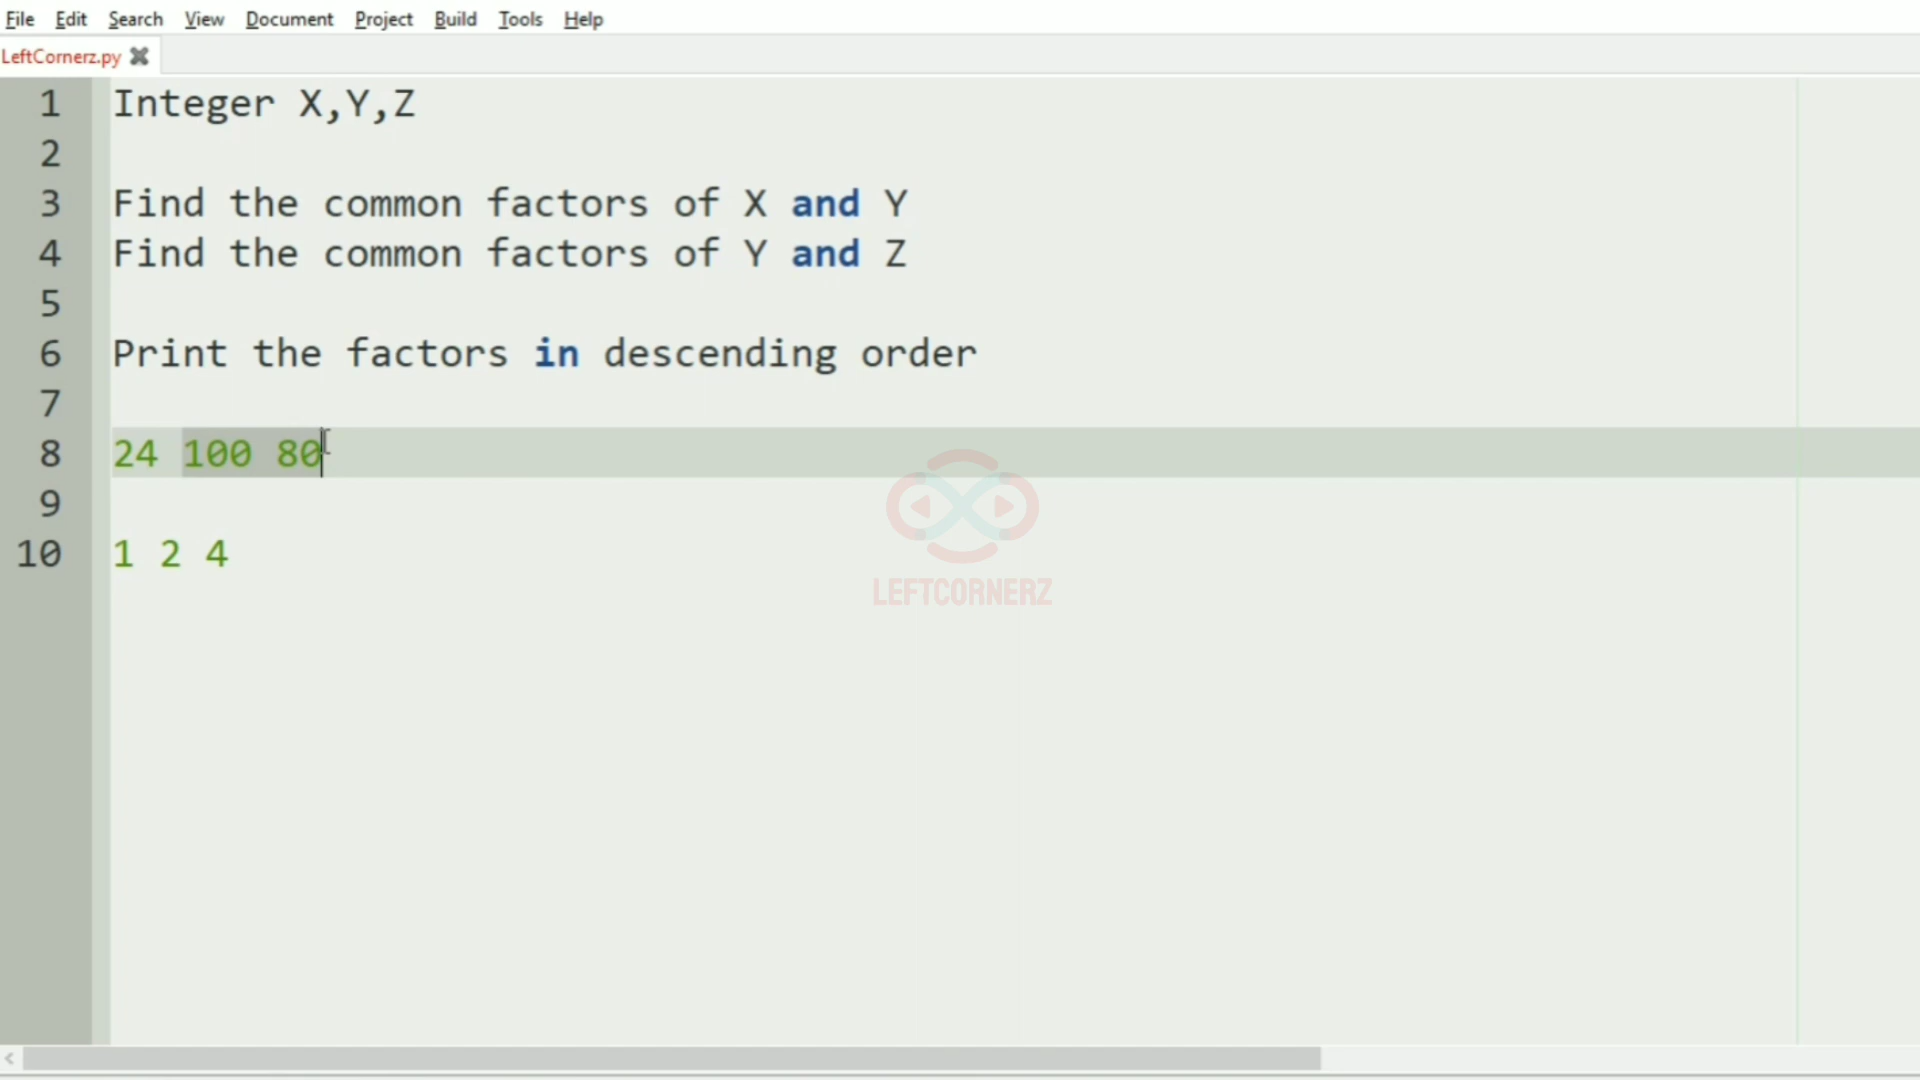 File Edit Search View Document Project Build Tools Help
LeftCornerz.py
1 Integer X,Y,Z
2
3 Find the common factors of X and Y
4 Find the common factors of Y and Z
5
6 Print the factors in descending order
7
8 24 100 80
9
10 1 2 4
LEFTCORNERZ